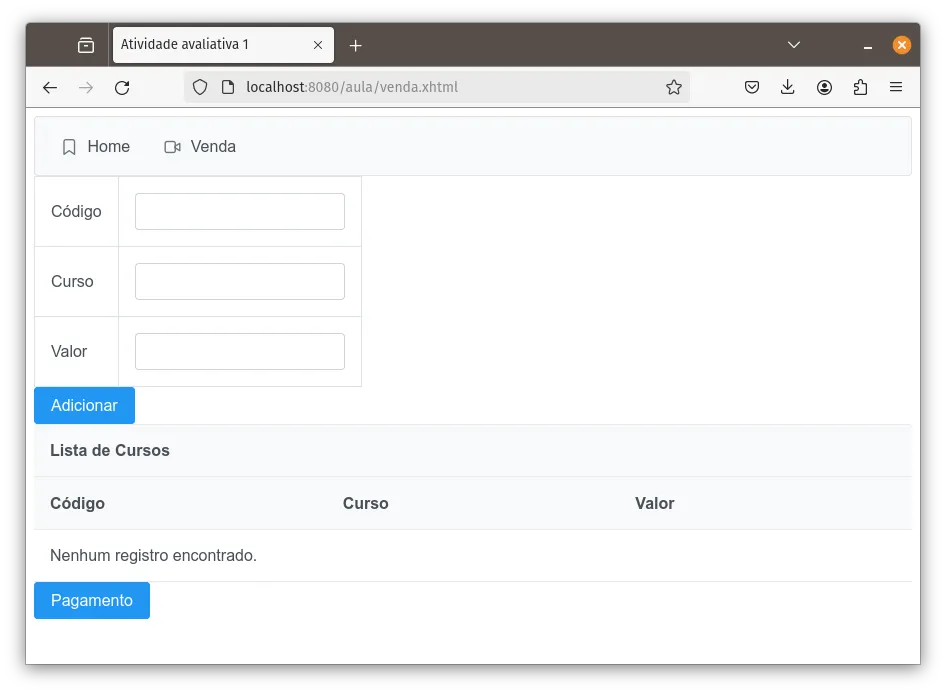 Atividade avaliativa 1
localhost:8080/aula/venda.xhtml
Home Venda
Código
Curso
Valor
Adicionar
Lista de Cursos
Código Curso Valor
Nenhum registro encontrado.
Pagamento